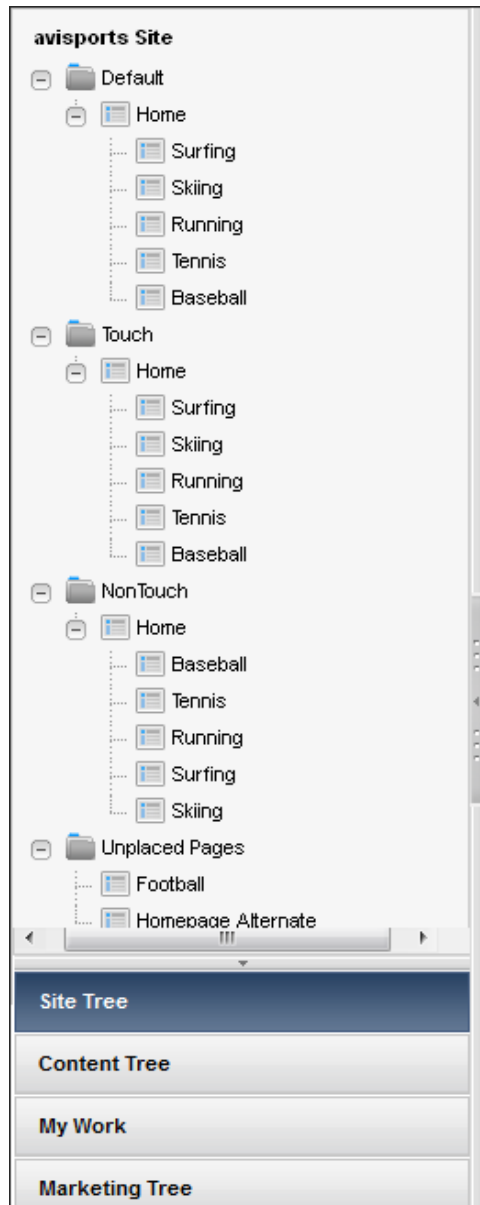 avisports Site
Default
Home
Surfing
Skiing
Running
Tennis
Baseball
Touch
Home
Surfing
Skiing
Running
Tennis
Baseball
NonTouch
Home
Baseball
Tennis
Running
Surfing
Skiing
Unplaced Pages
Football
Homepage Alternate
Site Tree
Content Tree
My Work
Marketing Tree